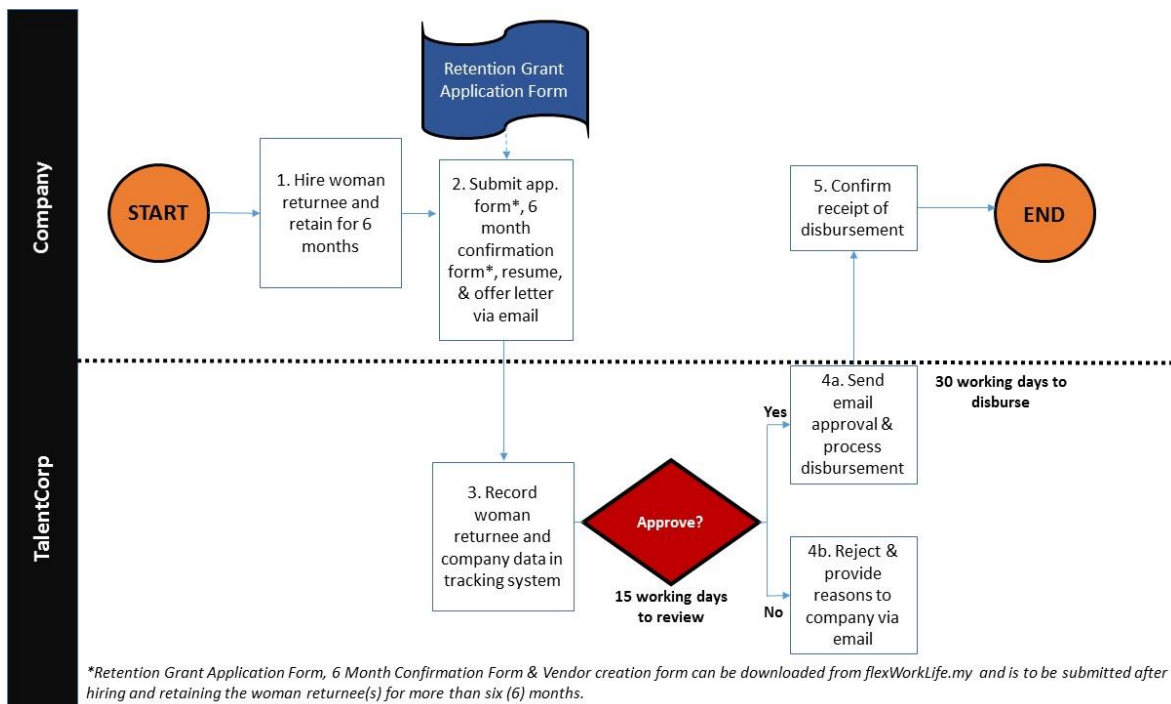 Company
Retention Grant
Application Form
START
1. Hire woman
returnee and
retain for 6
months
2. Submit app.
form*, 6
month
confirmation
form*, resume,
& offer letter
via email
5. Confirm
receipt of
disbursement
END
TalentCorp
3. Record
woman
returnee and
company data in
tracking system
Approve?
15 working days
to review
Yes
4a. Send
email
approval &
process
disbursement
30 working days to
disburse
No
4b. Reject &
provide
reasons to
company via
email
*Retention Grant Application Form, 6 Month Confirmation Form & Vendor creation form can be downloaded from flexWorkLife.my and is to be submitted after
hiring and retaining the woman returnee(s) for more than six (6) months.